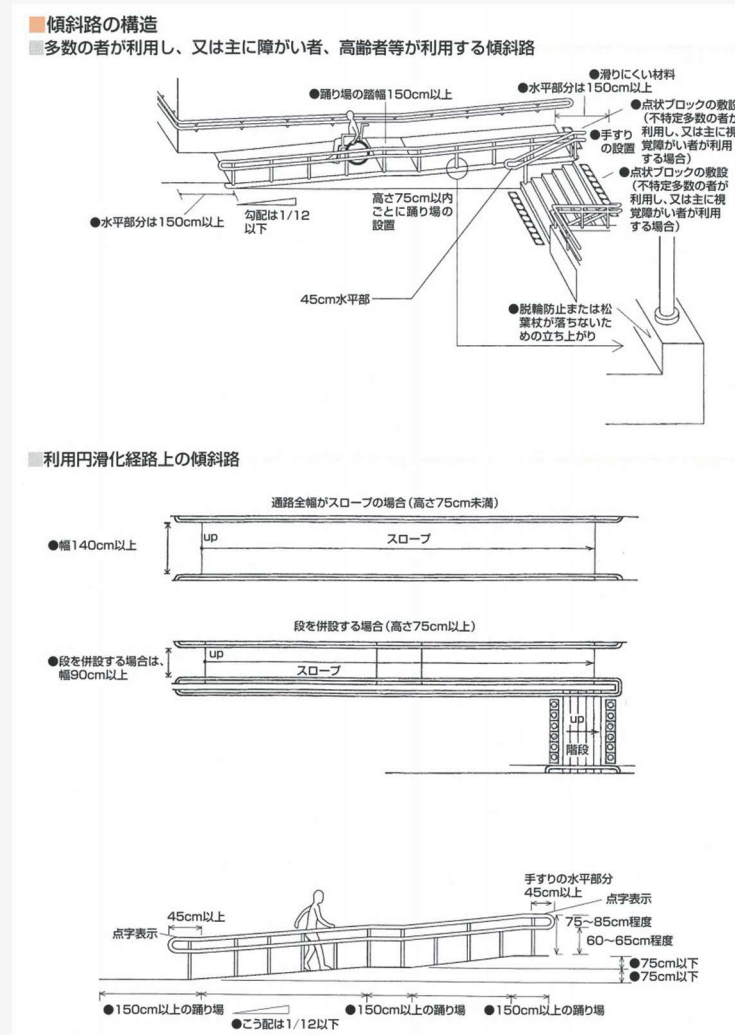 傾斜路の構造
多数の者が利用し、又は主に障がい者、高齢者等が利用する傾斜路
●滑りにくい材料
●水平部分は150cm以上
●踊り場の踏幅150cm以上
●点状ブロックの敷設
(不特定多数の者が
利用し、又は主に視
覚障がい者が利用
する場合)
●手すり
の設置
●点状ブロックの敷設
(不特定多数の者が
利用し、又は主に視
覚障がい者が利用
する場合)
●水平部分は150cm以上
勾配は1/12
以下
高さ75cm以内
ごとに踊り場の
設置
45cm水平部
●脱輪防止または松
葉杖が落ちないた
めの立ち上がり
利用円滑化経路上の傾斜路
通路全幅がスロープの場合(高さ75cm未満)
●幅140cm以上
up
スロープ
段を併設する場合(高さ75cm以上)
●段を併設する場合は、
幅90cm以上
up
スロープ
up
階段
手すりの水平部分
45cm以上
点字表示
45cm以上
点字表示
75~85cm程度
60~65cm程度
●75cm以下
●75cm以下
●150cm以上の踊り場
●こう配は1/12以下
●150cm以上の踊り場
●150cm以上の踊り場